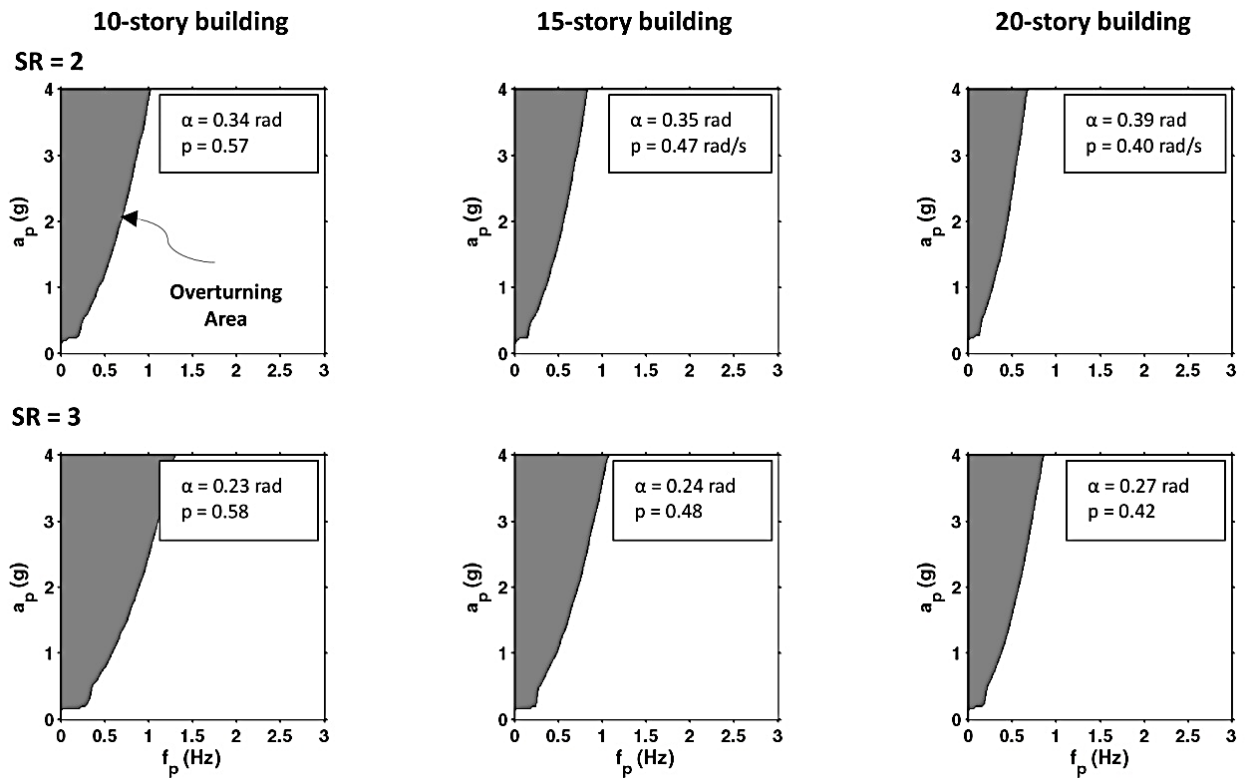 10-story building
15-story building
20-story building
SR = 2
4
3
2
1
0
a_p (g)
α = 0.34 rad
p = 0.57
Overturning
Area
0 0.5 1 1.5 2 2.5 3
4
3
2
1
0
a_p (g)
α = 0.35 rad
p = 0.47 rad/s
0 0.5 1 1.5 2 2.5 3
4
3
2
1
0
a_p (g)
α = 0.39 rad
p = 0.40 rad/s
0 0.5 1 1.5 2 2.5 3
SR = 3
4
3
2
1
0
a_p (g)
α = 0.23 rad
p = 0.58
0 0.5 1 1.5 2 2.5 3
f_p (Hz)
4
3
2
1
0
a_p (g)
α = 0.24 rad
p = 0.48
0 0.5 1 1.5 2 2.5 3
f_p (Hz)
4
3
2
1
0
a_p (g)
α = 0.27 rad
p = 0.42
0 0.5 1 1.5 2 2.5 3
f_p (Hz)